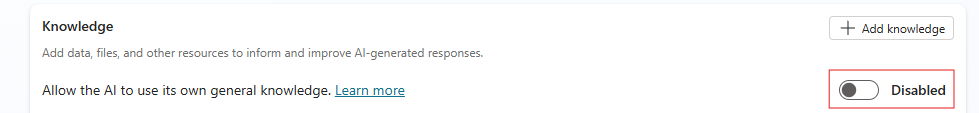 Knowledge
Add knowledge
Add data, files, and other resources to inform and improve AI-generated responses.
Allow the AI to use its own general knowledge. Learn more
Disabled